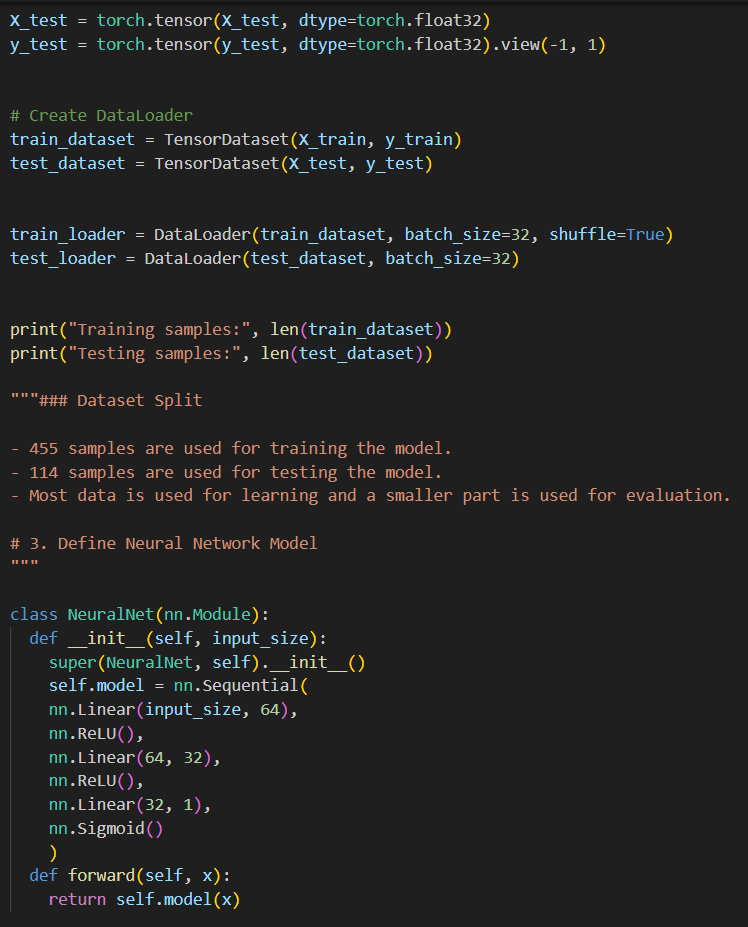 X_test = torch.tensor(X_test, dtype=torch.float32)
y_test = torch.tensor(y_test, dtype=torch.float32).view(-1, 1)
# Create DataLoader
train_dataset = TensorDataset(X_train, y_train)
test_dataset = TensorDataset(X_test, y_test)
train_loader = DataLoader(train_dataset, batch_size=32, shuffle=True)
test_loader = DataLoader(test_dataset, batch_size=32)
print("Training samples:", len(train_dataset))
print("Testing samples:", len(test_dataset))
"""### Dataset Split
- 455 samples are used for training the model.
- 114 samples are used for testing the model.
- Most data is used for learning and a smaller part is used for evaluation.
# 3. Define Neural Network Model
"""
class NeuralNet(nn.Module):
  def __init__(self, input_size):
    super(NeuralNet, self).__init__()
    self.model = nn.Sequential(
    nn.Linear(input_size, 64),
    nn.ReLU(),
    nn.Linear(64, 32),
    nn.ReLU(),
    nn.Linear(32, 1),
    nn.Sigmoid()
    )
  def forward(self, x):
    return self.model(x)